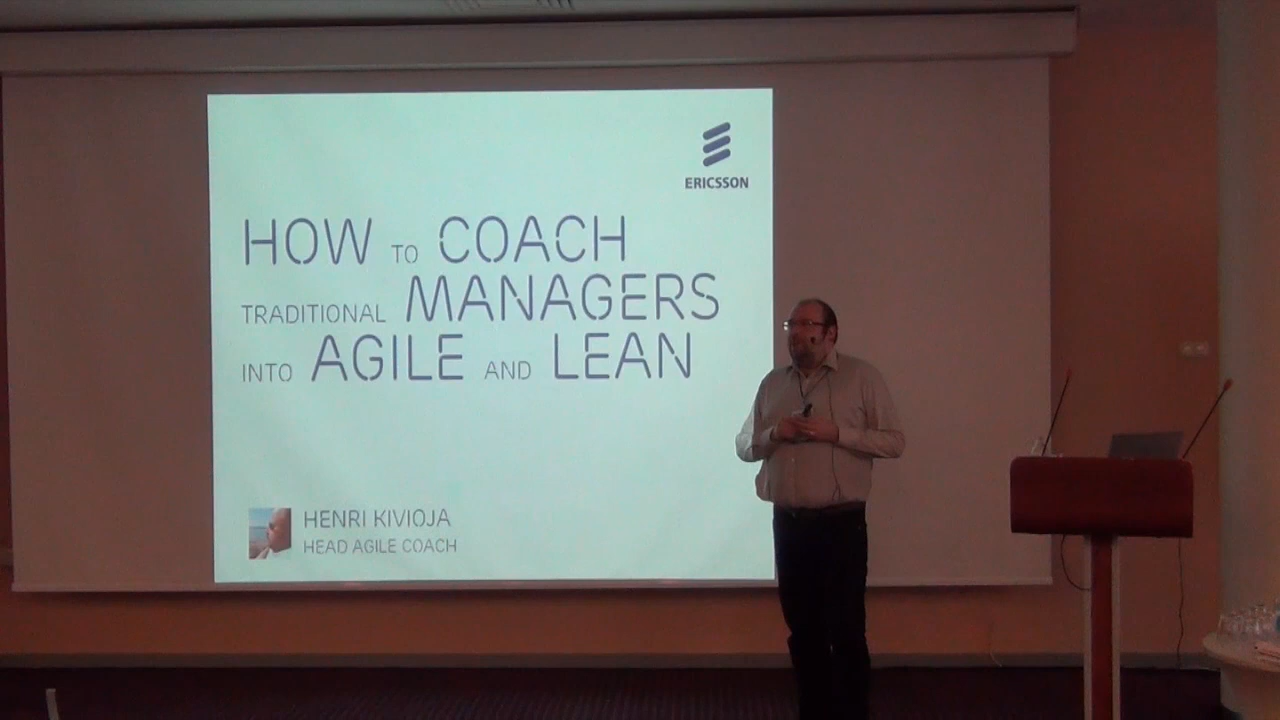 ERICSSON
HOW TO COACH
TRADITIONAL MANAGERS
INTO AGILE AND LEAN
HENRI KIVIOJA
HEAD AGILE COACH